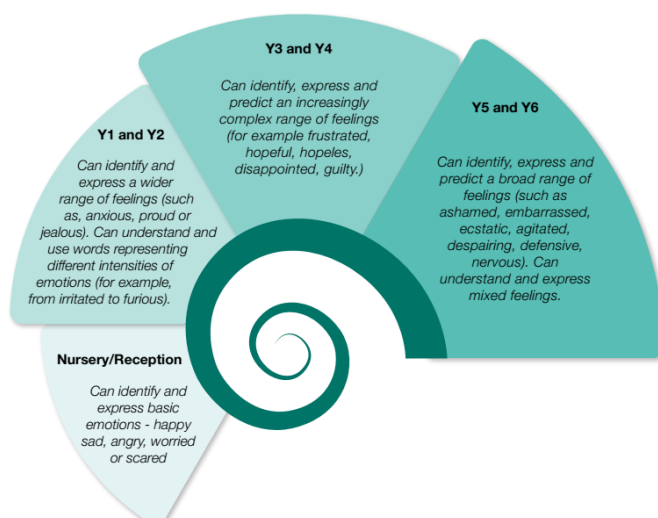 Y3 and Y4
Can identify, express and
predict an increasingly
complex range of feelings
(for example frustrated,
hopeful, hopeles,
disappointed, guilty.)
Y5 and Y6
Can identify, express and
predict a broad range of
feelings (such as
ashamed, embarrassed,
ecstatic, agitated,
despairing, defensive,
nervous). Can
understand and express
mixed feelings.
Y1 and Y2
Can identify and
express a wider
range of feelings (such
as, anxious, proud or
jealous). Can understand and
use words representing
different intensities of
emotions (for example,
from irritated to furious).
Nursery/Reception
Can identify and
express basic
emotions - happy
sad, angry, worried
or scared